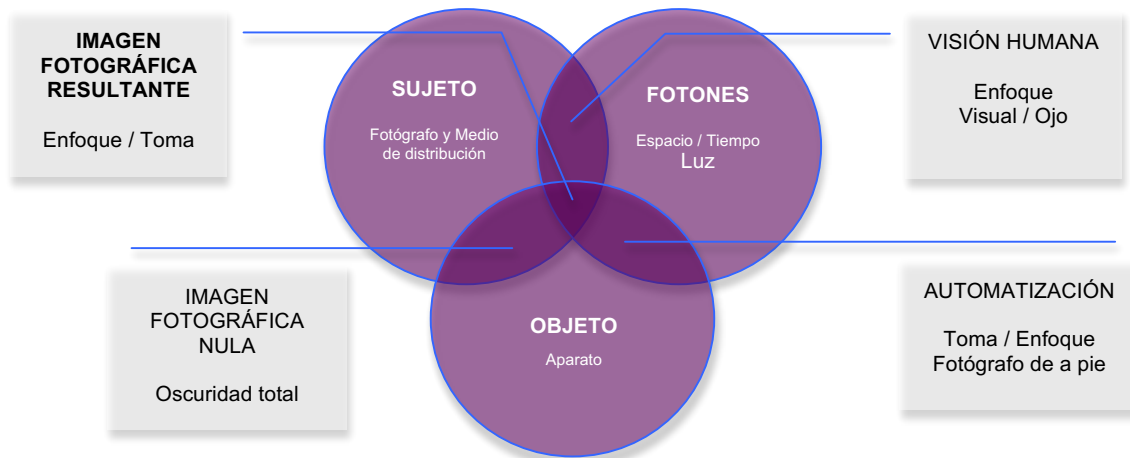 IMAGEN
FOTOGRÁFICA
RESULTANTE
Enfoque / Toma
SUJETO
Fotógrafo y Medio
de distribución
FOTONES
Espacio / Tiempo
Luz
VISIÓN HUMANA
Enfoque
Visual / Ojo
IMAGEN
FOTOGRÁFICA
NULA
Oscuridad total
OBJETO
Aparato
AUTOMATIZACIÓN
Toma / Enfoque
Fotógrafo de a pie